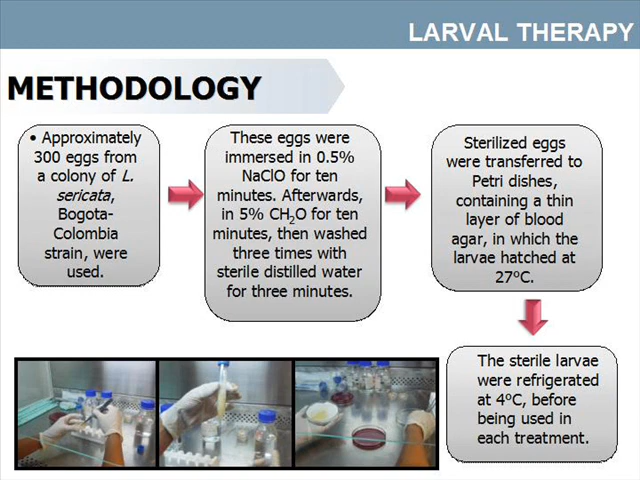 LARVAL THERAPY
METHODOLOGY
• Approximately
300 eggs from
a colony of L.
sericata,
Bogota-
Colombia
strain, were
used.
These eggs were
immersed in 0.5%
NaClO for ten
minutes. Afterwards,
in 5% CH₂O for ten
minutes, then washed
three times with
sterile distilled water
for three minutes.
Sterilized eggs
were transferred to
Petri dishes,
containing a thin
layer of blood
agar, in which the
larvae hatched at
27ºC.
The sterile larvae
were refrigerated
at 4ºC, before
being used in
each treatment.